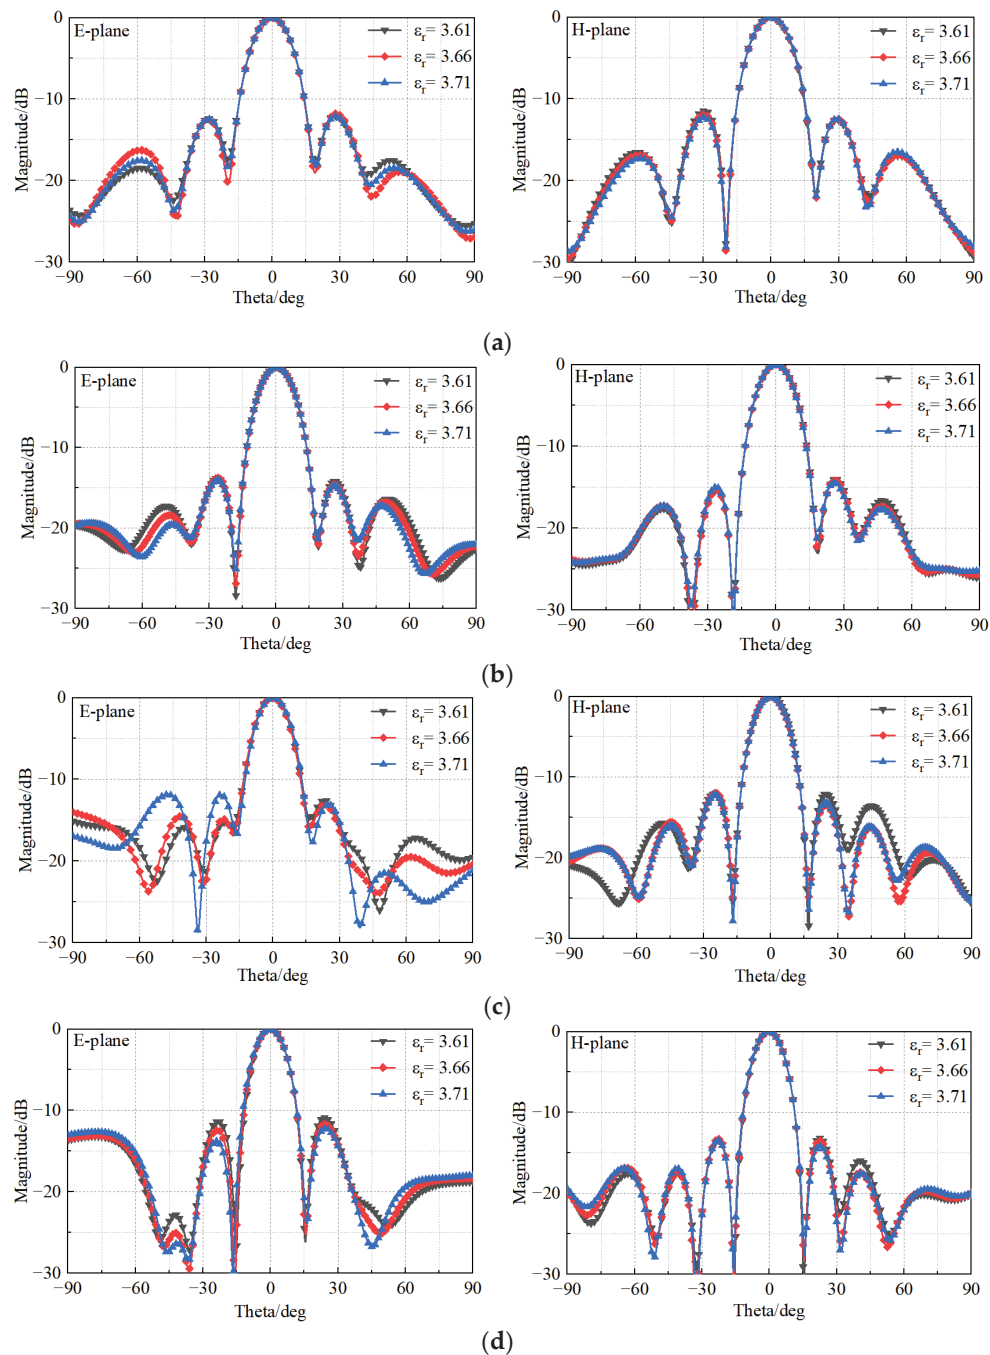 E-plane
εr= 3.61
εr= 3.66
εr= 3.71
Magnitude/dB
0
−10
−20
−30
−90 −60 −30 0 30 60 90
Theta/deg
H-plane
εr= 3.61
εr= 3.66
εr= 3.71
Magnitude/dB
0
−10
−20
−30
−90 −60 −30 0 30 60 90
Theta/deg
(a)
E-plane
εr= 3.61
εr= 3.66
εr= 3.71
Magnitude/dB
0
−10
−20
−30
−90 −60 −30 0 30 60 90
Theta/deg
H-plane
εr= 3.61
εr= 3.66
εr= 3.71
Magnitude/dB
0
−10
−20
−30
−90 −60 −30 0 30 60 90
Theta/deg
(b)
E-plane
εr= 3.61
εr= 3.66
εr= 3.71
Magnitude/dB
0
−10
−20
−30
−90 −60 −30 0 30 60 90
Theta/deg
H-plane
εr= 3.61
εr= 3.66
εr= 3.71
Magnitude/dB
0
−10
−20
−30
−90 −60 −30 0 30 60 90
Theta/deg
(c)
E-plane
εr= 3.61
εr= 3.66
εr= 3.71
Magnitude/dB
0
−10
−20
−30
−90 −60 −30 0 30 60 90
Theta/deg
H-plane
εr= 3.61
εr= 3.66
εr= 3.71
Magnitude/dB
0
−10
−20
−30
−90 −60 −30 0 30 60 90
Theta/deg
(d)